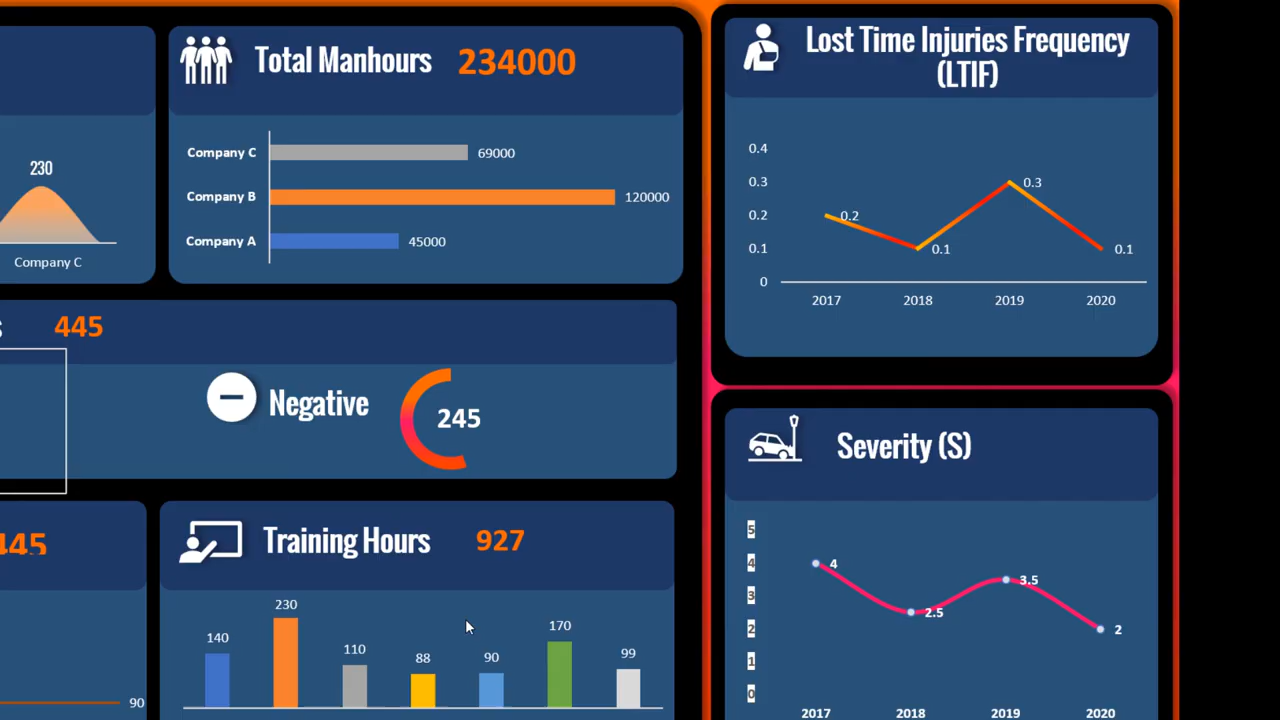 230
Company C
Total Manhours 234000
Company C 69000
Company B 120000
Company A 45000
Lost Time Injuries Frequency
(LTIF)
0.4
0.3
0.2
0.1
0
0.2
0.1
0.3
0.1
2017 2018 2019 2020
445
Negative 245
Severity (S)
5
4
3
2
1
0
4
2.5
3.5
2
2017 2018 2019 2020
445
90
Training Hours 927
140
230
110
88
90
170
99